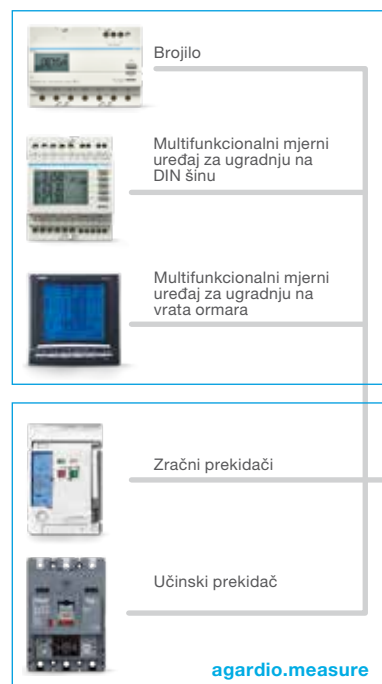 Brojilo
Multifunkcionalni mjerni
uređaj za ugradnju na
DIN šinu
Multifunkcionalni mjerni
uređaj za ugradnju na
vrata ormara
Zračni prekidači
Učinski prekidač
agardio.measure